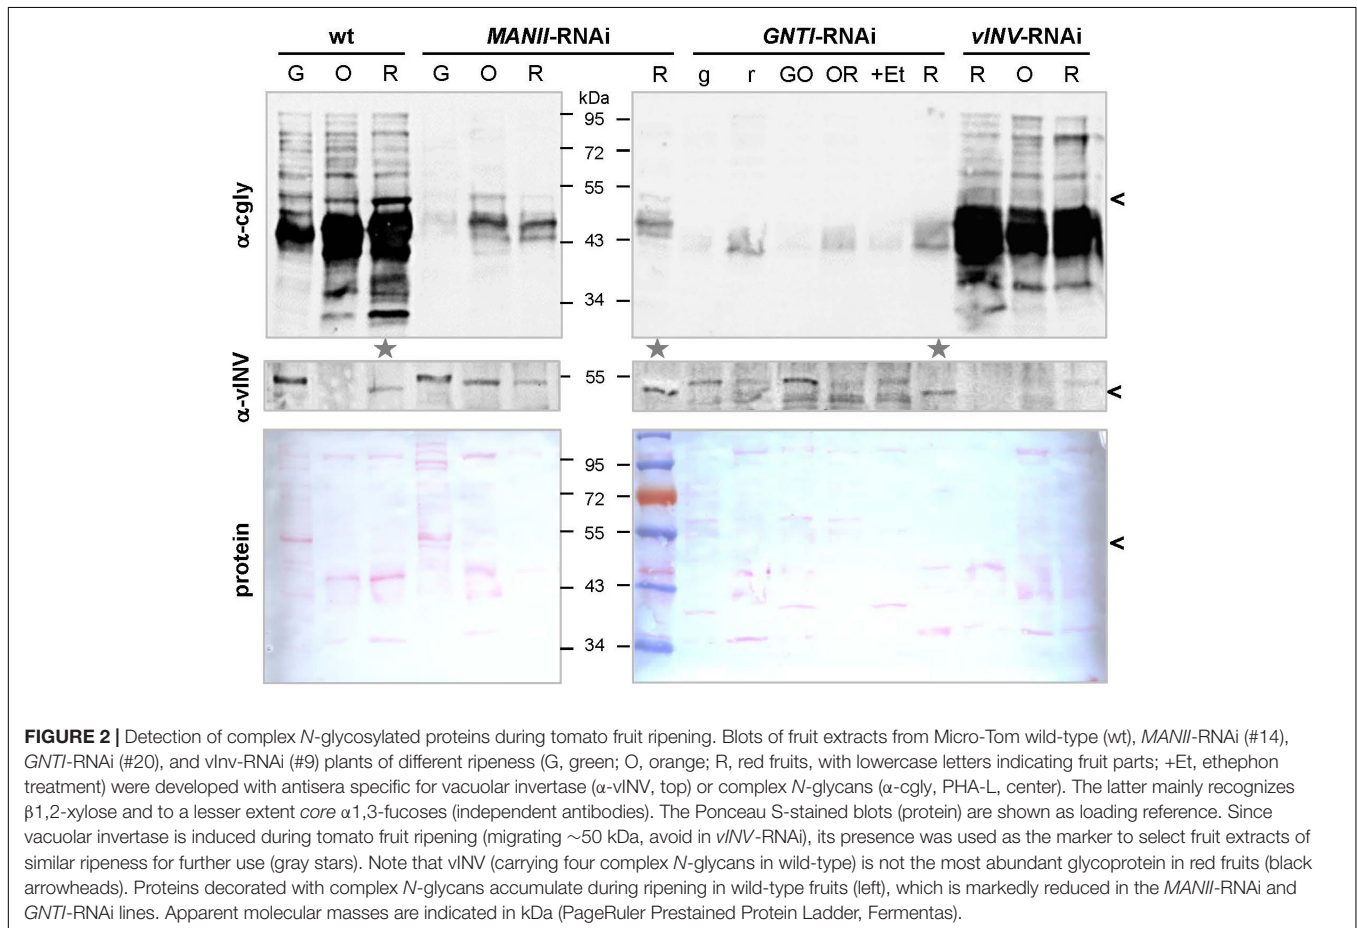 wt MANII-RNAi GNTI-RNAi vINV-RNAi
G O R G O R R g r GO OR +Et R R O R
kDa
95
72
55
43
34
α-cgly
<
α-vINV
55
<
protein
95
72
55
43
34
<
FIGURE 2 | Detection of complex N-glycosylated proteins during tomato fruit ripening. Blots of fruit extracts from Micro-Tom wild-type (wt), MANII-RNAi (#14),
GNTI-RNAi (#20), and vInv-RNAi (#9) plants of different ripeness (G, green; O, orange; R, red fruits, with lowercase letters indicating fruit parts; +Et, ethephon
treatment) were developed with antisera specific for vacuolar invertase (α-vINV, top) or complex N-glycans (α-cgly, PHA-L, center). The latter mainly recognizes
β1,2-xylose and to a lesser extent core α1,3-fucoses (independent antibodies). The Ponceau S-stained blots (protein) are shown as loading reference. Since
vacuolar invertase is induced during tomato fruit ripening (migrating ~50 kDa, avoid in vINV-RNAi), its presence was used as the marker to select fruit extracts of
similar ripeness for further use (gray stars). Note that vINV (carrying four complex N-glycans in wild-type) is not the most abundant glycoprotein in red fruits (black
arrowheads). Proteins decorated with complex N-glycans accumulate during ripening in wild-type fruits (left), which is markedly reduced in the MANII-RNAi and
GNTI-RNAi lines. Apparent molecular masses are indicated in kDa (PageRuler Prestained Protein Ladder, Fermentas).